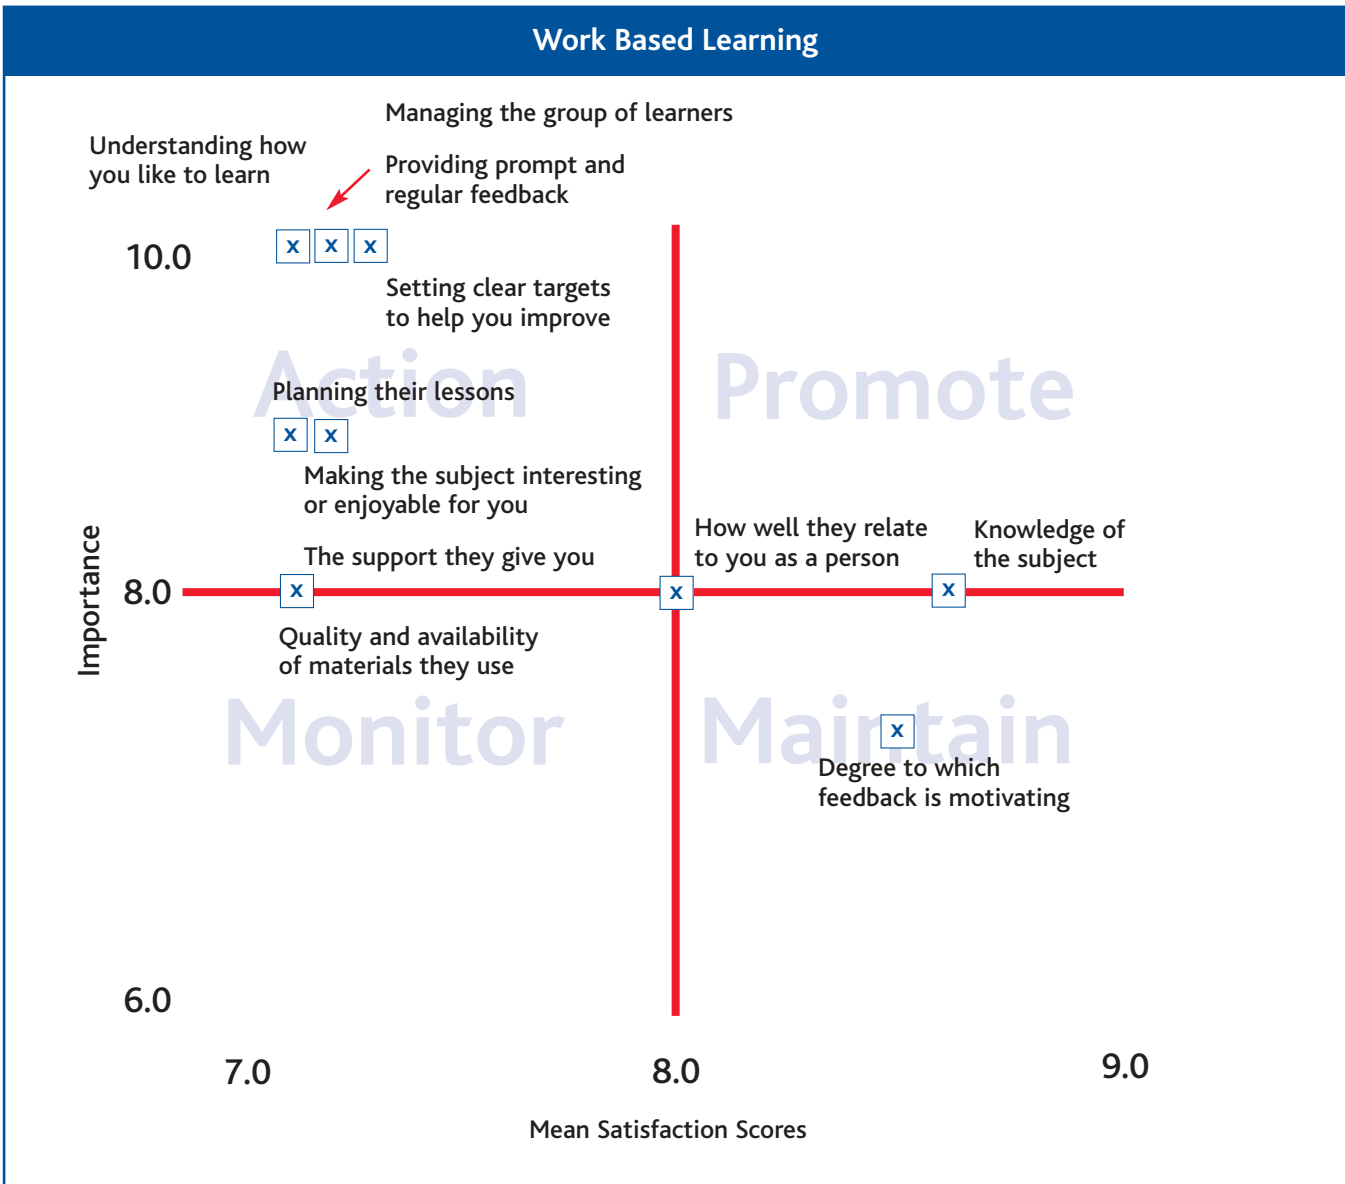 Work Based Learning
Managing the group of learners
Understanding how
you like to learn
Providing prompt and
regular feedback
10.0
x x x
Setting clear targets
to help you improve
Action
Promote
Planning their lessons
x x
Making the subject interesting
or enjoyable for you
How well they relate
to you as a person
Knowledge of
the subject
The support they give you
Importance
8.0
x
x
x
Quality and availability
of materials they use
Monitor
Maintain
x
Degree to which
feedback is motivating
6.0
7.0
8.0
9.0
Mean Satisfaction Scores